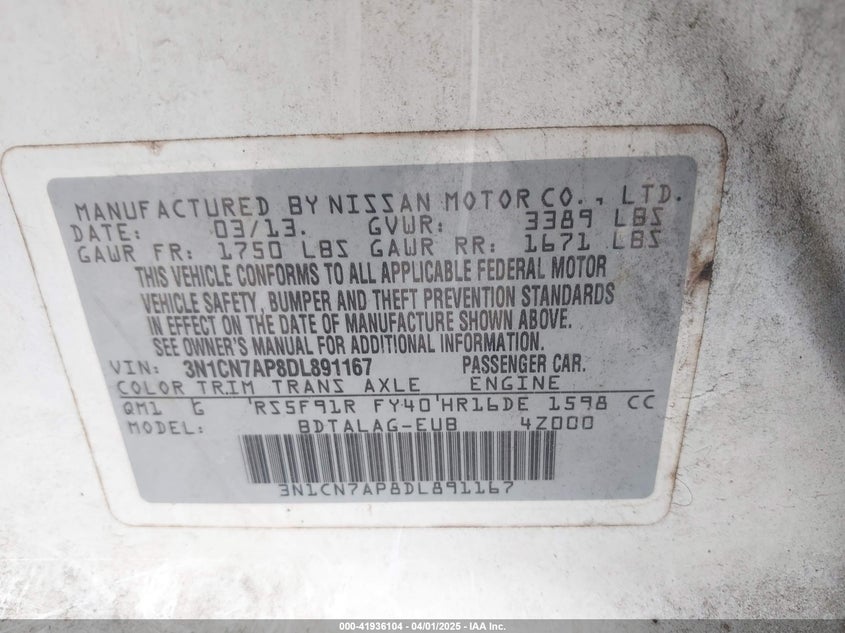 MANUFACTURED BY NISSAN MOTOR CO., LTD.
DATE: 03/13. GVWR: 3389 LBS
GAWR FR: 1750 LBS GAWR RR: 1671 LBS
THIS VEHICLE CONFORMS TO ALL APPLICABLE FEDERAL MOTOR
VEHICLE SAFETY, BUMPER AND THEFT PREVENTION STANDARDS
IN EFFECT ON THE DATE OF MANUFACTURE SHOWN ABOVE.
SEE OWNER'S MANUAL FOR ADDITIONAL INFORMATION.
VIN: 3N1CN7AP8DL891167 PASSENGER CAR.
COLOR TRIM TRANS AXLE ENGINE
QM1 G 'RS5F91R FY40'HR16DE 1598 CC
MODEL: BDTALAG-EUB 4Z000
3N1CN7AP8DL891167
000-41936104 - 04/01/2025 - IAA Inc.